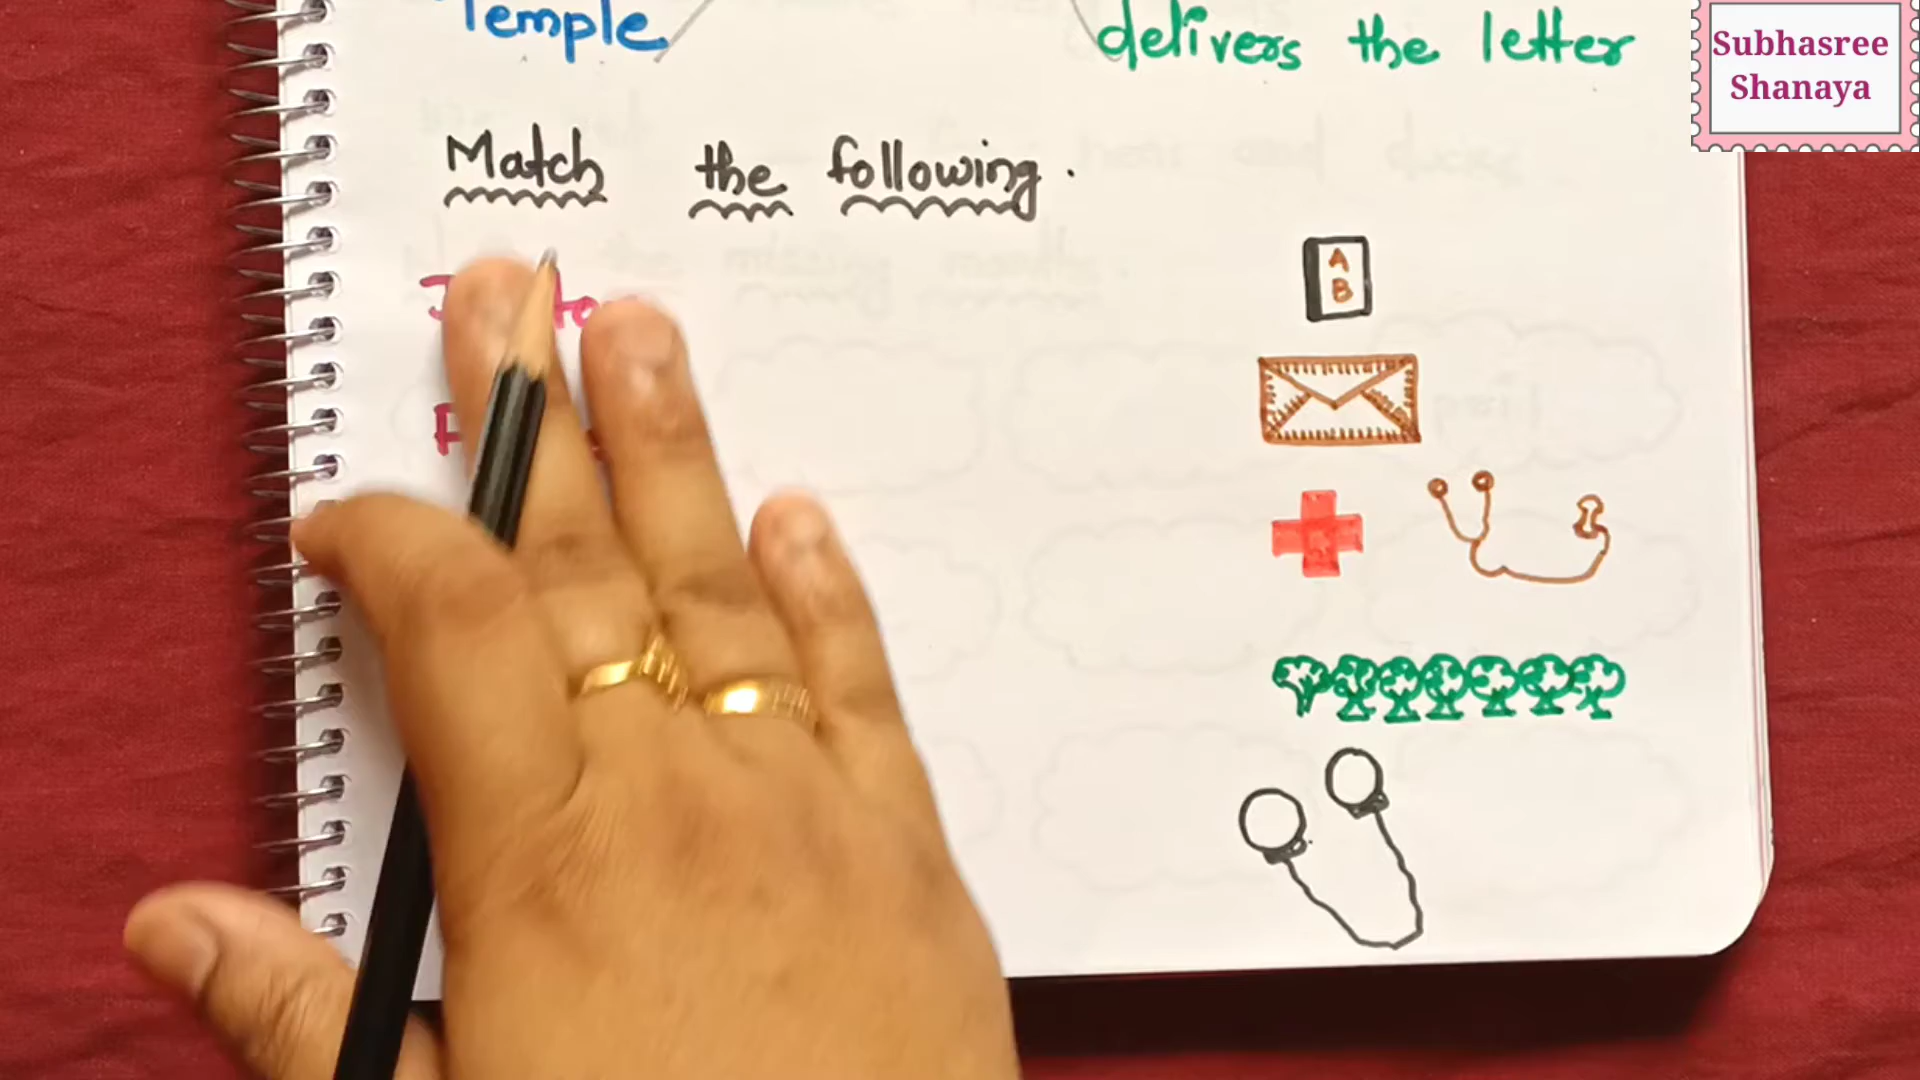 Temple
delivers the letter
Subhasree
Shanaya
Match the following.
A
B